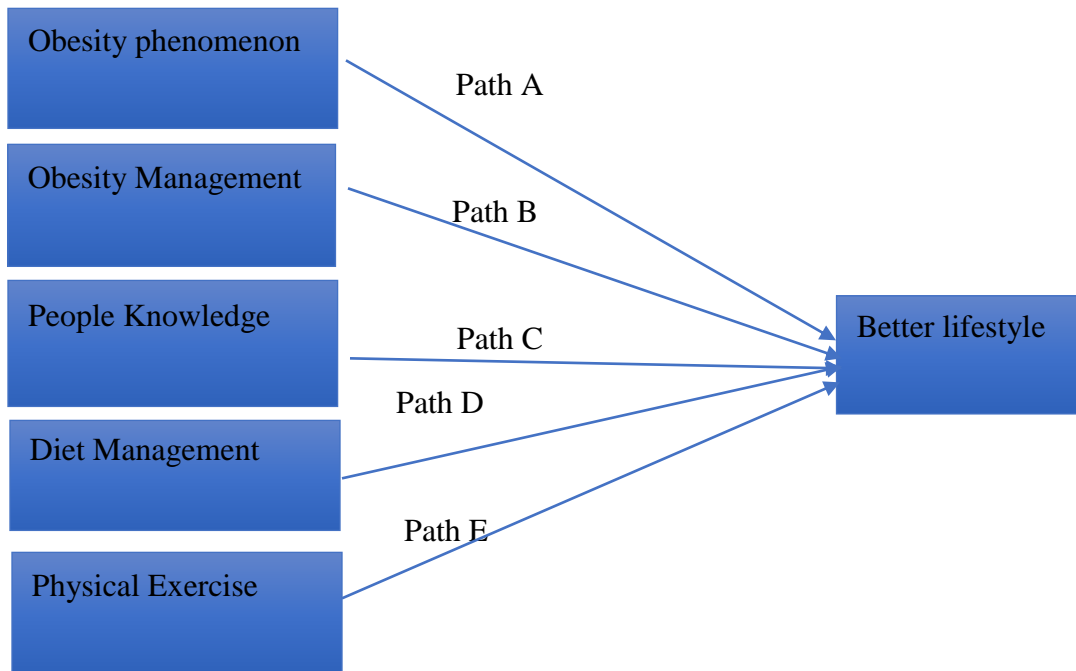 Obesity phenomenon
Path A
Obesity Management
Path B
People Knowledge
Better lifestyle
Path C
Path D
Diet Management
Path E
Physical Exercise